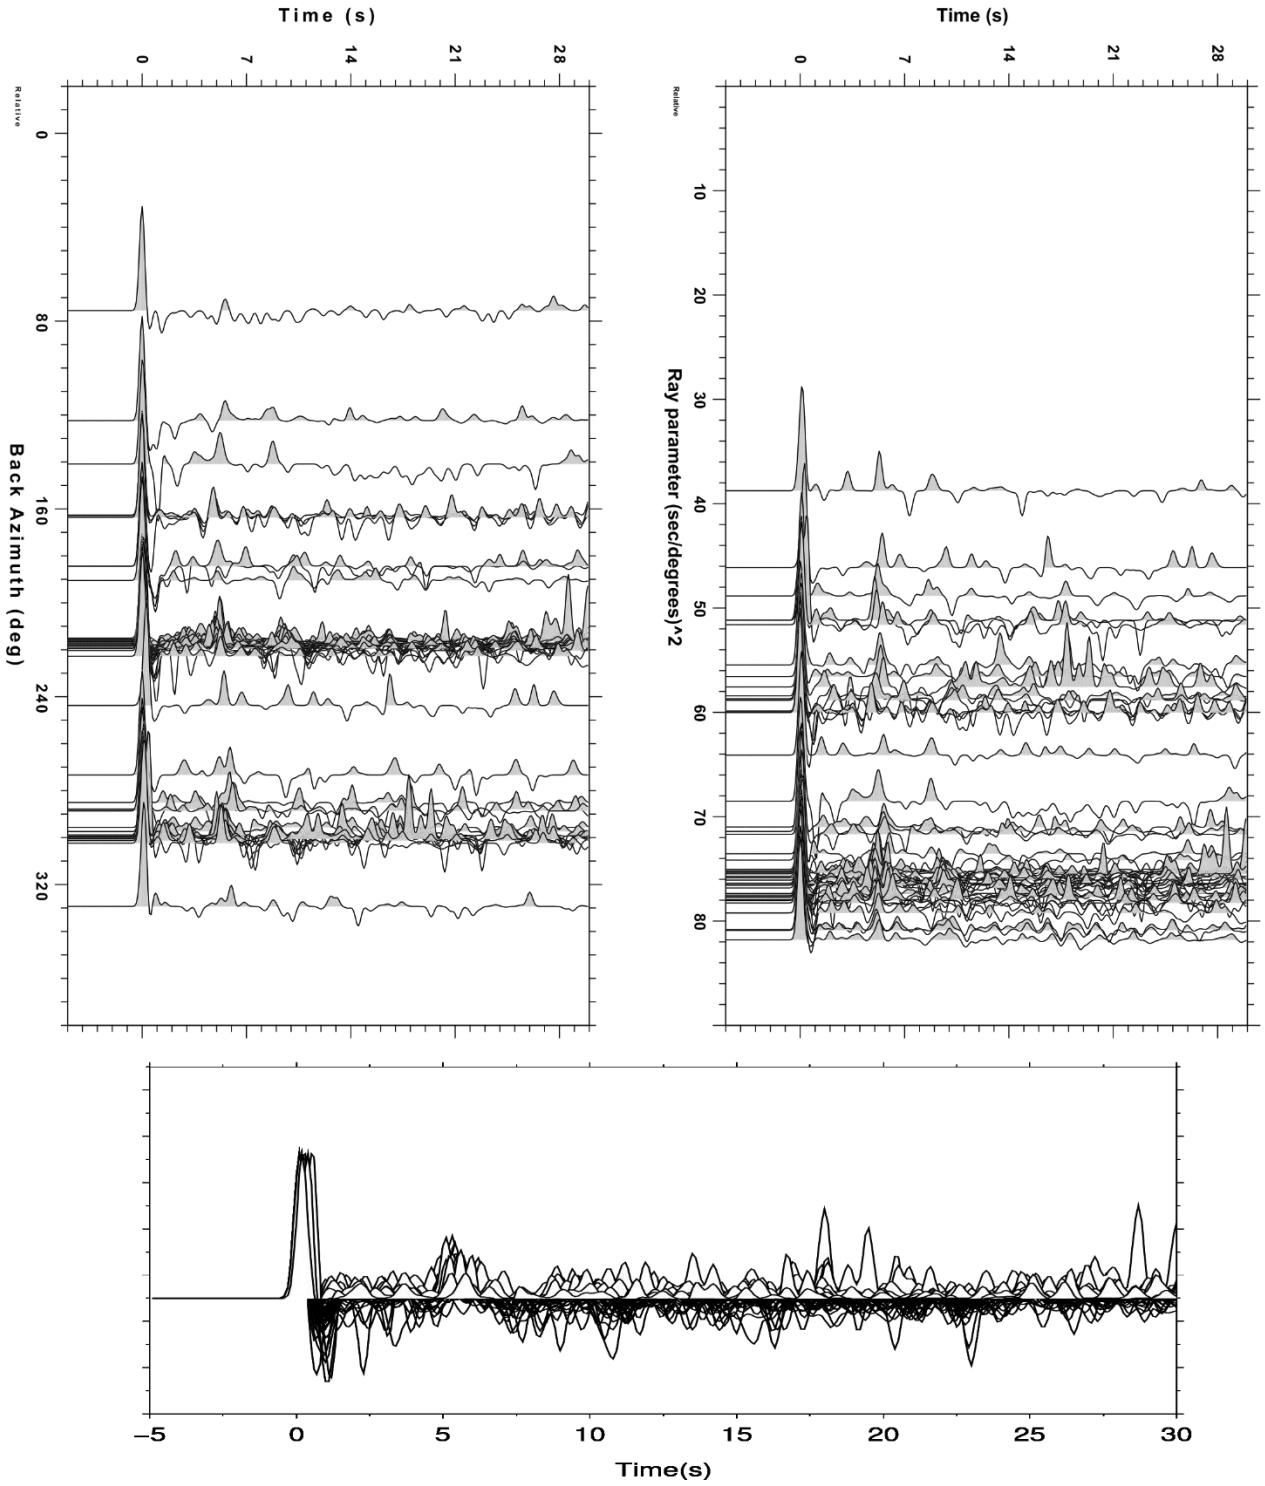 Time (s)
0 7 14 21 28
Relative
0
80
160
240
320
Back Azimuth (deg)
Time (s)
0 7 14 21 28
Relative
10
20
30
40
50
60
70
80
Ray parameter (sec/degrees)^2
−5 0 5 10 15 20 25 30
Time(s)